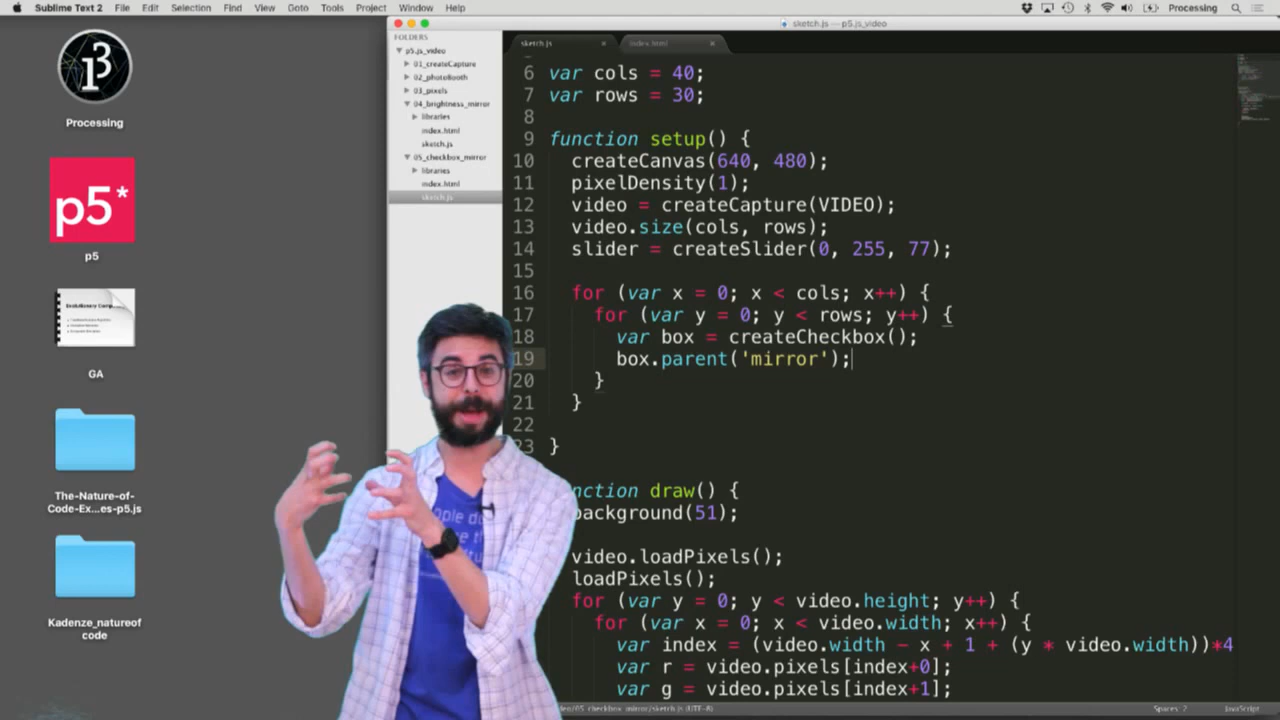 Sublime Text 2 File Edit Selection Find View Goto Tools Project Window Help Processing
sketch.js — p5.js_video
FOLDERS
p5.js_video
01_createCapture
02_photoBooth
03_pixels
04_brightness_mirror
libraries
index.html
sketch.js
05_checkbox_mirror
libraries
index.html
sketch.js
sketch.js
index.html
Processing
p5*
p5
GA
The-Nature-of-
Code-Ex...es-p5.js
Kadenze_natureof
code
6 var cols = 40;
7 var rows = 30;
8
9 function setup() {
10 createCanvas(640, 480);
11 pixelDensity(1);
12 video = createCapture(VIDEO);
13 video.size(cols, rows);
14 slider = createSlider(0, 255, 77);
15
16 for (var x = 0; x < cols; x++) {
17 for (var y = 0; y < rows; y++) {
18 var box = createCheckbox();
19 box.parent('mirror');
20 }
21 }
22
23 }
nction draw() {
background(51);
video.loadPixels();
loadPixels();
for (var y = 0; y < video.height; y++) {
for (var x = 0; x < video.width; x++) {
var index = (video.width - x + 1 + (y * video.width))*4
var r = video.pixels[index+0];
var g = video.pixels[index+1];
Spaces: 2 JavaScript